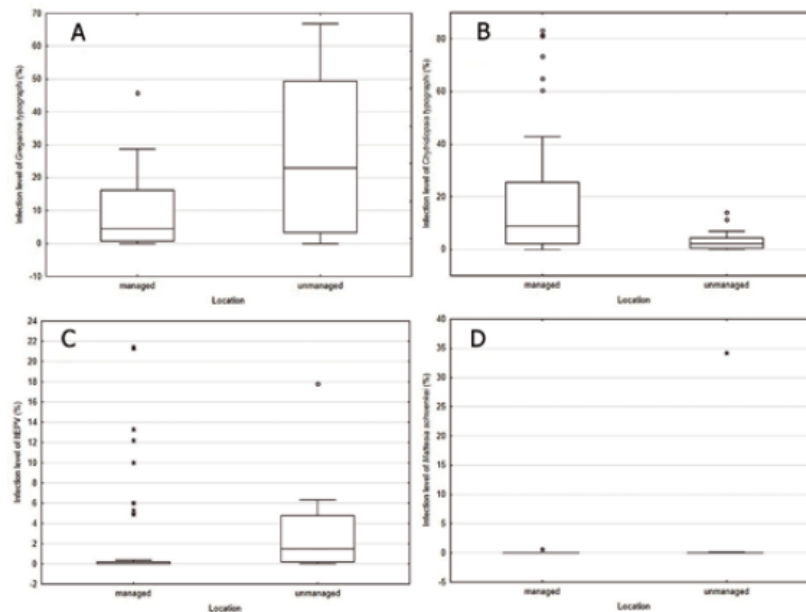 A
Infection level of Gregarina typographi (%)
70
60
50
40
30
20
10
0
-10
managed
unmanaged
Location
B
Infection level of Chytridiopsis typographi (%)
80
60
40
20
0
managed
unmanaged
Location
C
Infection level of ItEPV (%)
24
22
20
18
16
14
12
10
8
6
4
2
0
-2
managed
unmanaged
Location
D
Infection level of Mattesia schwenkei (%)
40
35
30
25
20
15
10
5
0
-5
managed
unmanaged
Location